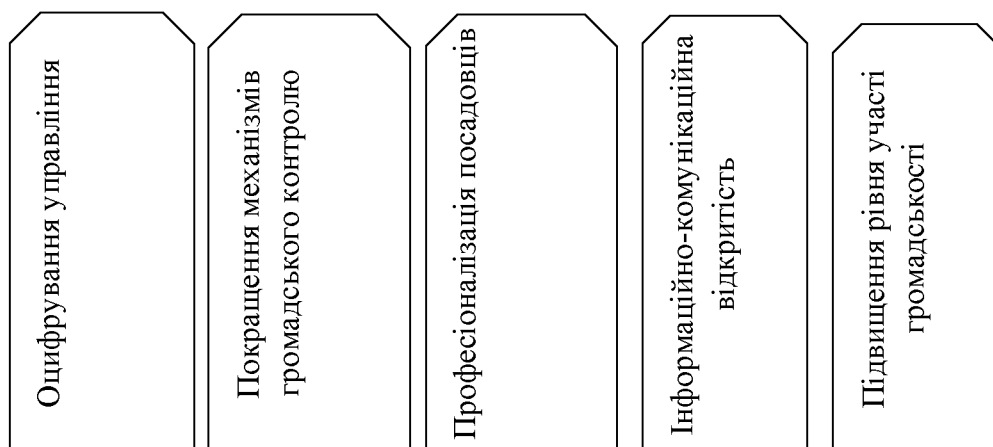 Оцифрування управління
Покращення механізмів
громадського контролю
Професіоналізація посадовців
Інформаційно-комунікаційна
відкритість
Підвищення рівня участі
громадськості